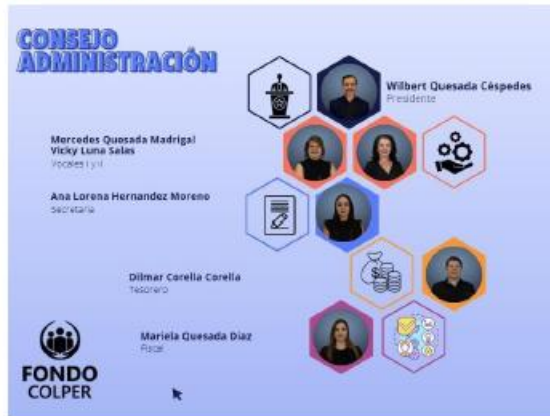 CONSEJO
ADMINISTRACIÓN
Wilbert Quesada Céspedes
Presidente
Mercedes Quesada Madrigal
Vicky Luna Salas
Vocales I y II
Ana Lorena Hernandez Moreno
Secretaria
Dilmar Corella Corella
Tesorero
Mariela Quesada Díaz
Fiscal
FONDO
COLPER